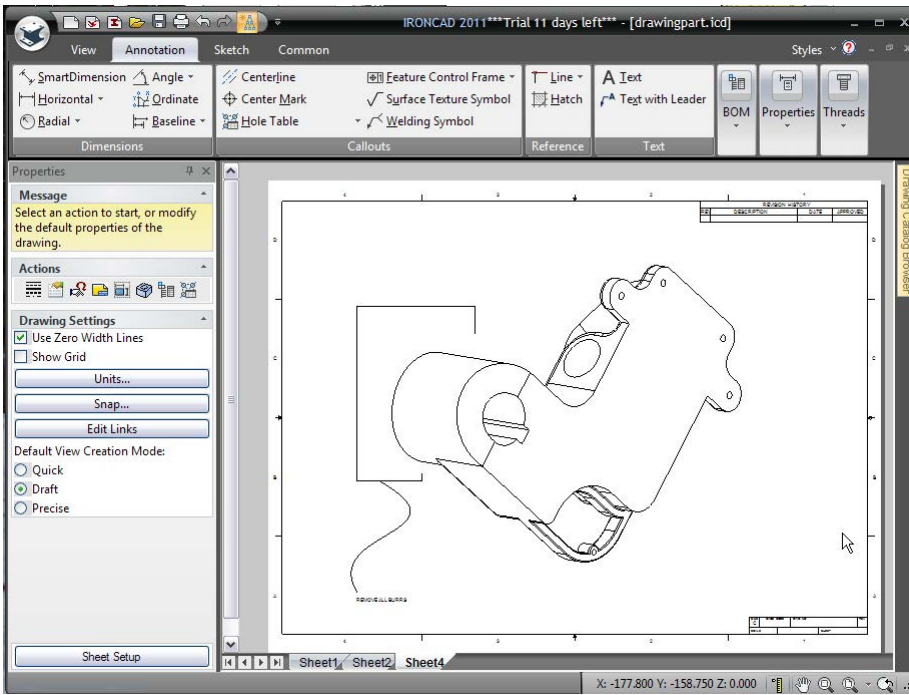 IRONCAD 2011***Trial 11 days left*** - [drawingpart.icd]
View Annotation Sketch Common Styles
SmartDimension Angle
Horizontal Ordinate
Radial Baseline
Dimensions
Centerline Feature Control Frame
Center Mark Surface Texture Symbol
Hole Table Welding Symbol
Callouts
Line
Hatch
Reference
Text
Text with Leader
Text
BOM Properties Threads
Properties
Message
Select an action to start, or modify
the default properties of the
drawing.
Actions
Drawing Settings
Use Zero Width Lines
Show Grid
Units...
Snap...
Edit Links
Default View Creation Mode:
Quick
Draft
Precise
Sheet Setup
REVISION HISTORY
REV DESCRIPTION DATE APPROVED
REMOVE ALL BURRS
Drawing Catalog Browser
Sheet1 Sheet2 Sheet4
X: -177.800 Y: -158.750 Z: 0.000